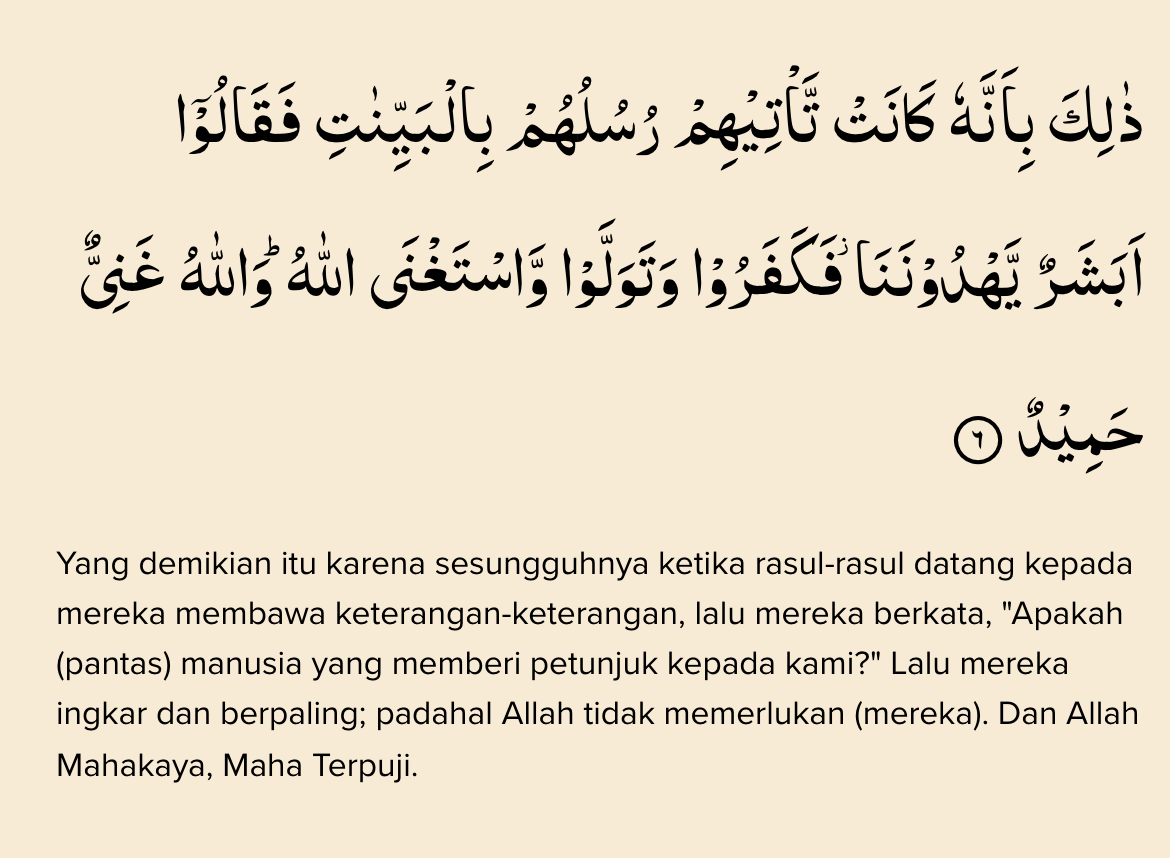 ذٰلِكَ بِاَنَّهٗ كَانَتْ تَّأْتِيْهِمْ رُسُلُهُمْ بِالْبَيِّنٰتِ فَقَالُوْٓا
اَبَشَرٌ يَّهْدُوْنَنَاۖ فَكَفَرُوْا وَتَوَلَّوْا وَّاسْتَغْنَى اللّٰهُ ۗوَاللّٰهُ غَنِيٌّ
حَمِيْدٌ ٦
Yang demikian itu karena sesungguhnya ketika rasul-rasul datang kepada
mereka membawa keterangan-keterangan, lalu mereka berkata, "Apakah
(pantas) manusia yang memberi petunjuk kepada kami?" Lalu mereka
ingkar dan berpaling; padahal Allah tidak memerlukan (mereka). Dan Allah
Mahakaya, Maha Terpuji.